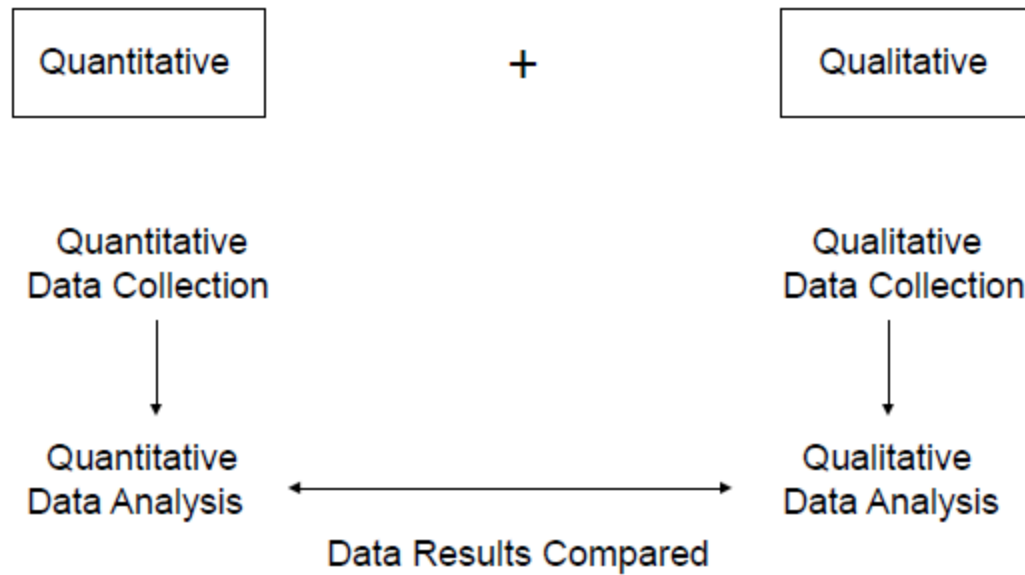 Quantitative
+
Qualitative
Quantitative
Data Collection
Qualitative
Data Collection
Quantitative
Data Analysis
Qualitative
Data Analysis
Data Results Compared